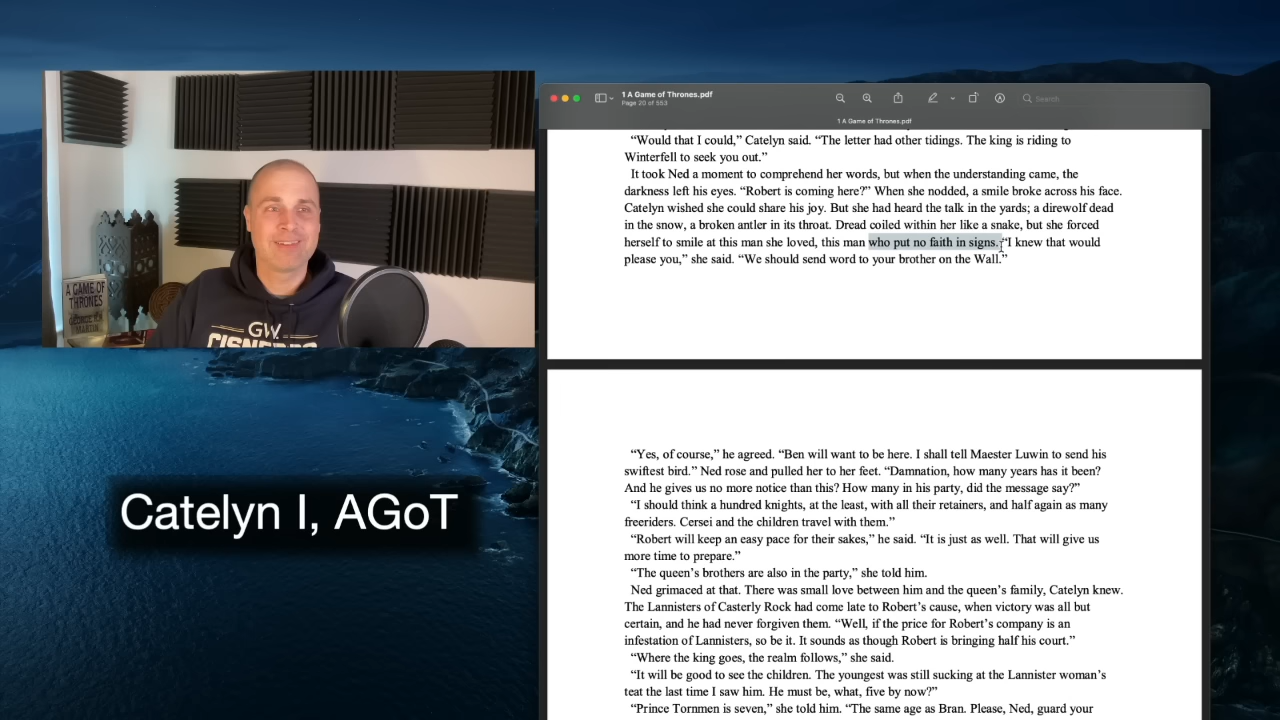 1 A Game of Thrones.pdf
Page 20 of 553
Search
1 A Game of Thrones.pdf
“Would that I could,” Catelyn said. “The letter had other tidings. The king is riding to
Winterfell to seek you out.”
It took Ned a moment to comprehend her words, but when the understanding came, the
darkness left his eyes. “Robert is coming here?” When she nodded, a smile broke across his face.
Catelyn wished she could share his joy. But she had heard the talk in the yards; a direwolf dead
in the snow, a broken antler in its throat. Dread coiled within her like a snake, but she forced
herself to smile at this man she loved, this man who put no faith in signs. “I knew that would
please you,” she said. “We should send word to your brother on the Wall.”
“Yes, of course,” he agreed. “Ben will want to be here. I shall tell Maester Luwin to send his
swiftest bird.” Ned rose and pulled her to her feet. “Damnation, how many years has it been?
And he gives us no more notice than this? How many in his party, did the message say?”
“I should think a hundred knights, at the least, with all their retainers, and half again as many
freeriders. Cersei and the children travel with them.”
“Robert will keep an easy pace for their sakes,” he said. “It is just as well. That will give us
more time to prepare.”
“The queen’s brothers are also in the party,” she told him.
Ned grimaced at that. There was small love between him and the queen’s family, Catelyn knew.
The Lannisters of Casterly Rock had come late to Robert’s cause, when victory was all but
certain, and he had never forgiven them. “Well, if the price for Robert’s company is an
infestation of Lannisters, so be it. It sounds as though Robert is bringing half his court.”
“Where the king goes, the realm follows,” she said.
“It will be good to see the children. The youngest was still sucking at the Lannister woman’s
teat the last time I saw him. He must be, what, five by now?”
“Prince Tommen is seven,” she told him. “The same age as Bran. Please, Ned, guard your
A GAME OF
THRONES
GEORGE R.R.
MARTIN
GW.
CISNEROS
Catelyn I, AGoT